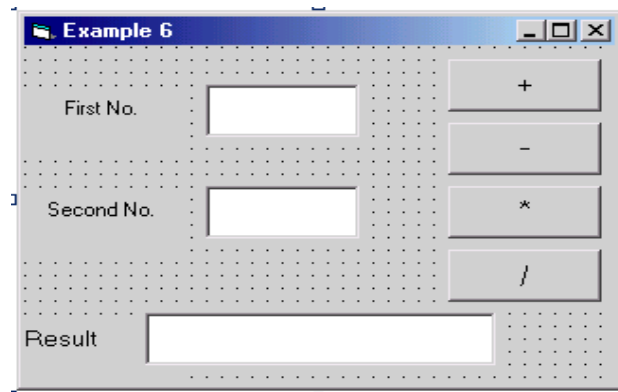 Example 6
First No.
+
-
Second No.
*
/
Result